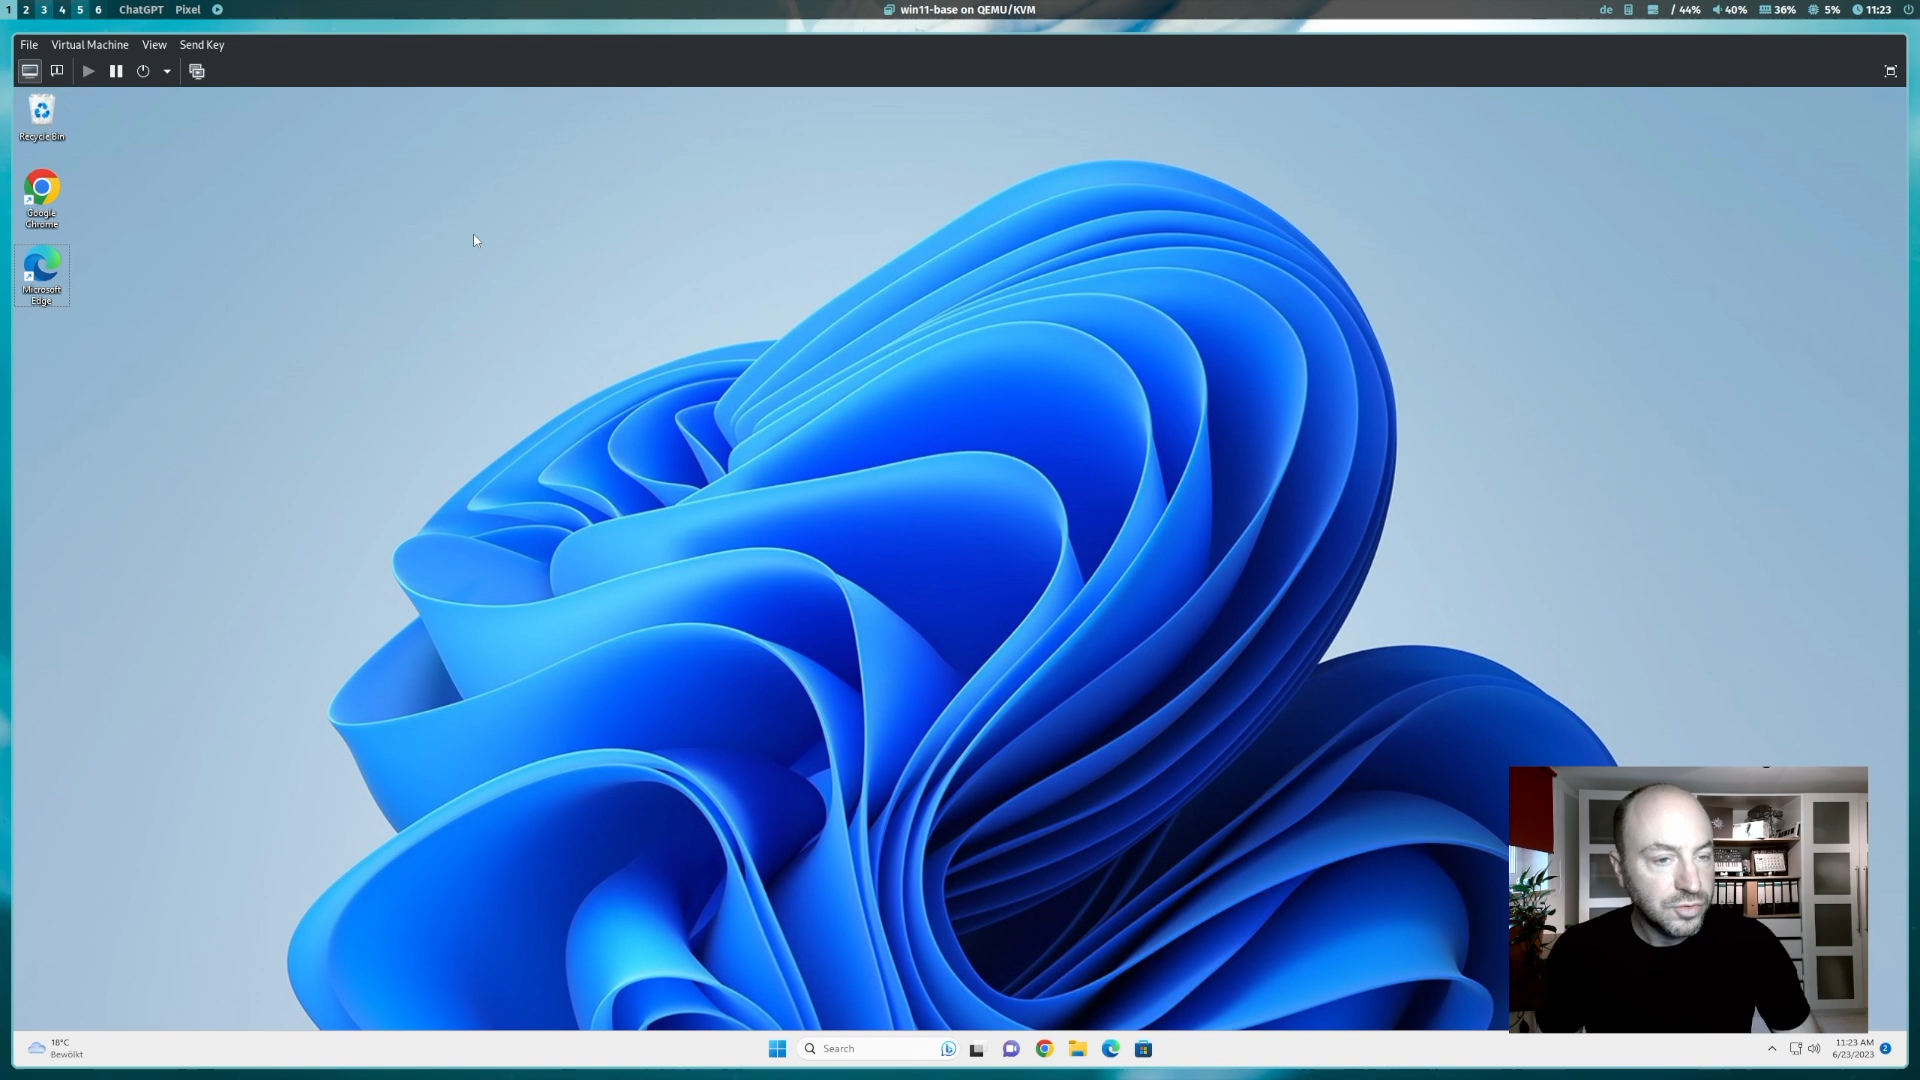 1 2 3 4 5 6 ChatGPT Pixel
win11-base on QEMU/KVM
de / 44% 40% 36% 5% 11:23
File Virtual Machine View Send Key
Recycle Bin
Google
Chrome
Microsoft
Edge
18°C
Bewölkt
Search
11:23 AM
6/23/2023
2